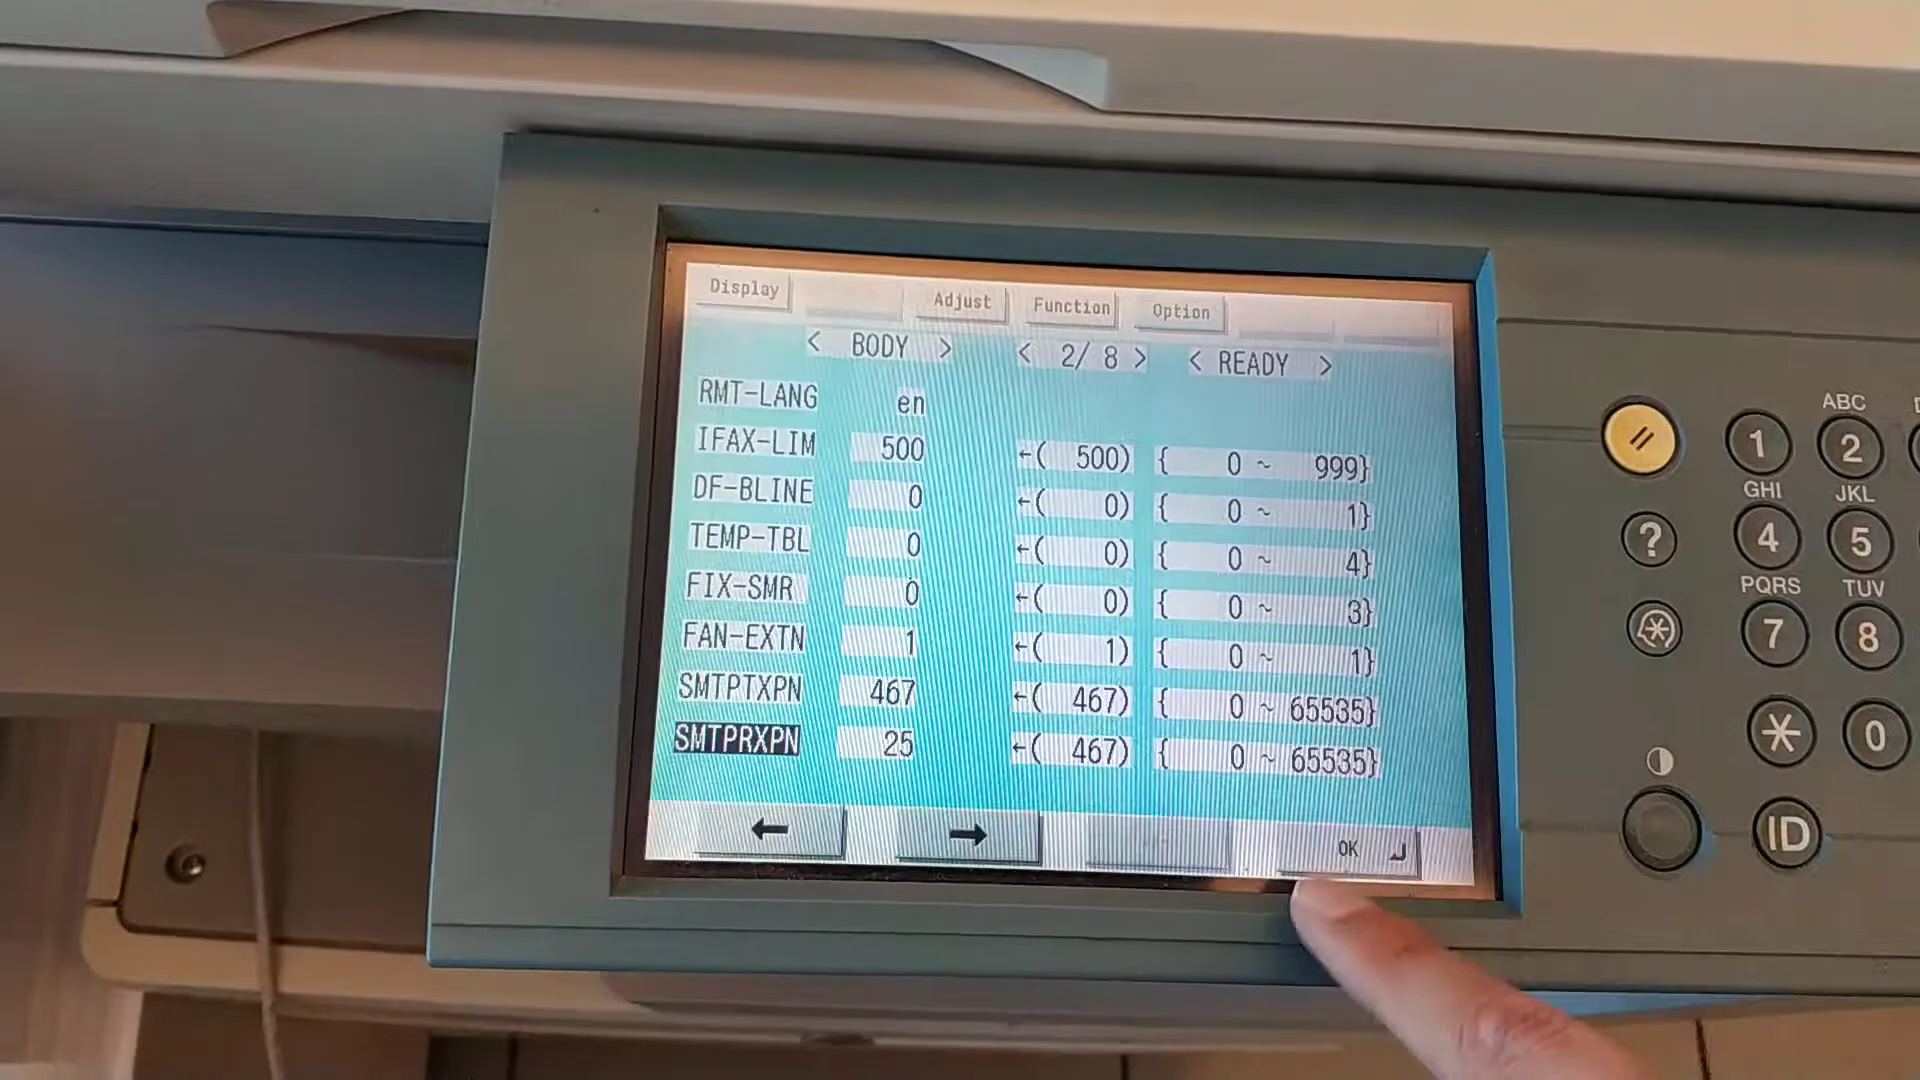 Display Adjust Function Option
< BODY > < 2/ 8 > < READY >
RMT-LANG en
IFAX-LIM 500 ←( 500) { 0 ~ 999}
DF-BLINE 0 ←( 0) { 0 ~ 1}
TEMP-TBL 0 ←( 0) { 0 ~ 4}
FIX-SMR 0 ←( 0) { 0 ~ 3}
FAN-EXTN 1 ←( 1) { 0 ~ 1}
SMTPTXPN 467 ←( 467) { 0 ~ 65535}
SMTPRXPN 25 ←( 467) { 0 ~ 65535}
← → OK
ABC
1 2
GHI JKL
? 4 5
PQRS TUV
7 8
* 0
ID